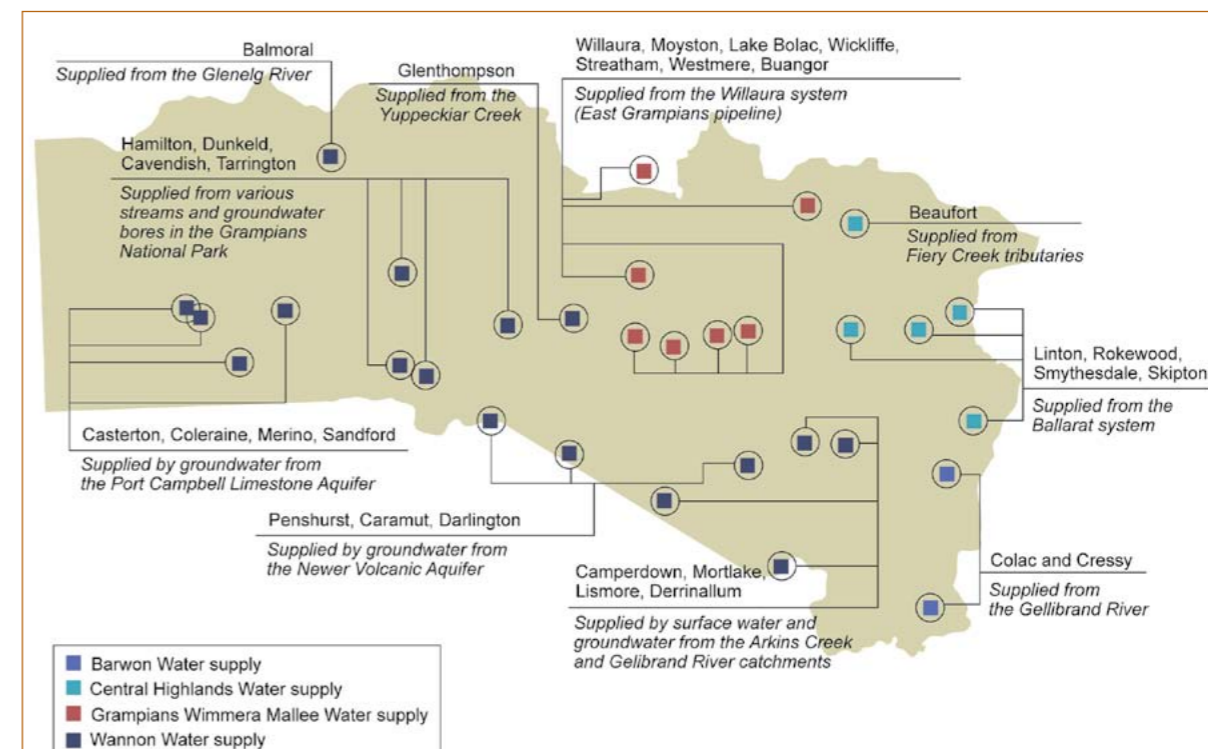 Balmoral
Supplied from the Glenelg River
Glenthompson
Supplied from the
Yuppeckiar Creek
Willaura, Moyston, Lake Bolac, Wickliffe,
Streatham, Westmere, Buangor
Supplied from the Willaura system
(East Grampians pipeline)
Hamilton, Dunkeld,
Cavendish, Tarrington
Supplied from various
streams and groundwater
bores in the Grampians
National Park
Beaufort
Supplied from
Fiery Creek tributaries
Linton, Rokewood,
Smythesdale, Skipton
Supplied from the
Ballarat system
Casterton, Coleraine, Merino, Sandford
Supplied by groundwater from
the Port Campbell Limestone Aquifer
Penshurst, Caramut, Darlington
Supplied by groundwater from
the Newer Volcanic Aquifer
Camperdown, Mortlake,
Lismore, Derrinallum
Supplied by surface water and
groundwater from the Arkins Creek
and Gelibrand River catchments
Colac and Cressy
Supplied from
the Gellibrand River
Barwon Water supply
Central Highlands Water supply
Grampians Wimmera Mallee Water supply
Wannon Water supply